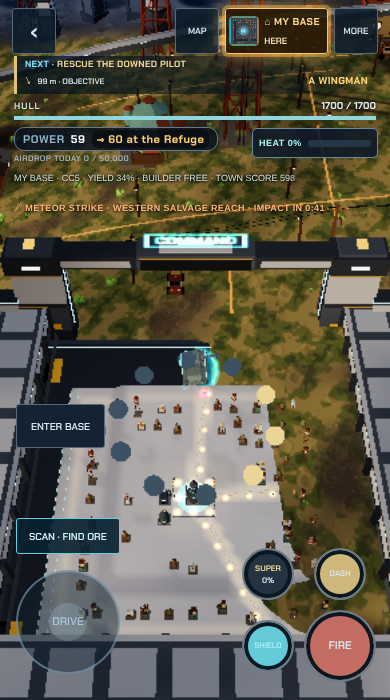 ‹
MAP
⌂ MY BASE
HERE
MORE
NEXT · RESCUE THE DOWNED PILOT
99 m · OBJECTIVE
A WINGMAN
HULL
1700 / 1700
POWER 59 → 60 at the Refuge
HEAT 0%
AIRDROP TODAY 0 / 50,000
MY BASE · CC5 · YIELD 34% · BUILDER FREE · TOWN SCORE 598
METEOR STRIKE · WESTERN SALVAGE REACH · IMPACT IN 0:41
COMMAND
ENTER BASE
SCAN · FIND ORE
SUPER
0%
DASH
DRIVE
SHIELD
FIRE